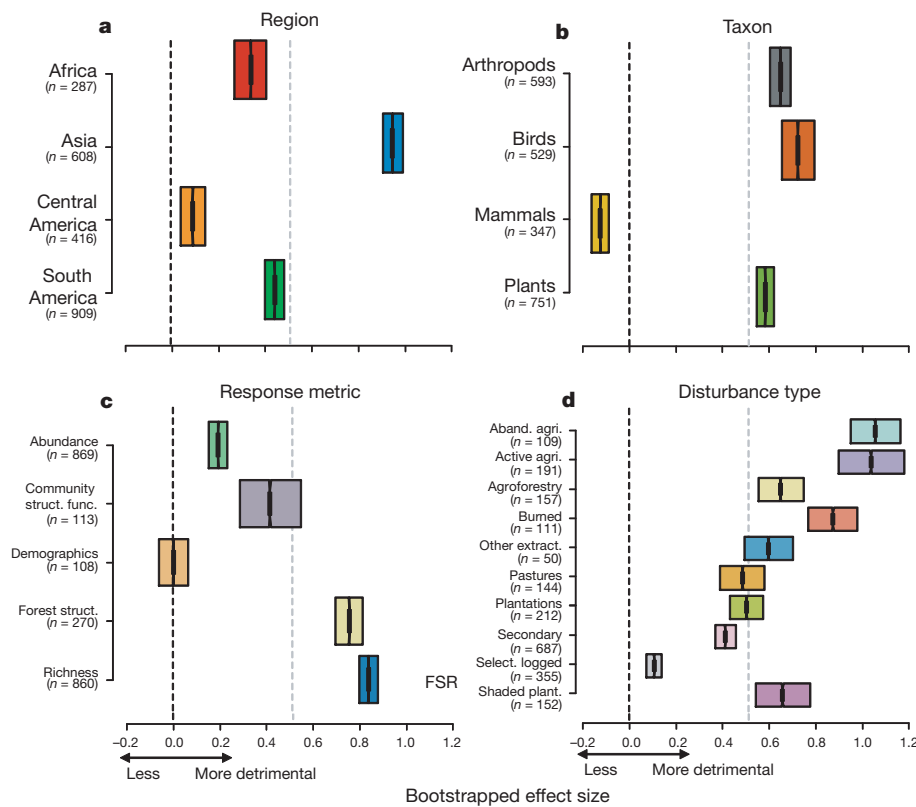 a
Region
Africa
(n = 287)
Asia
(n = 608)
Central
America
(n = 416)
South
America
(n = 909)
b
Taxon
Arthropods
(n = 593)
Birds
(n = 529)
Mammals
(n = 347)
Plants
(n = 751)
c
Response metric
Abundance
(n = 869)
Community
struct. func.
(n = 113)
Demographics
(n = 108)
Forest struct.
(n = 270)
Richness
(n = 860)
FSR
−0.2 0.0 0.2 0.4 0.6 0.8 1.0 1.2
Less More detrimental
d
Disturbance type
Aband. agri.
(n = 109)
Active agri.
(n = 191)
Agroforestry
(n = 157)
Burned
(n = 111)
Other extract.
(n = 50)
Pastures
(n = 144)
Plantations
(n = 212)
Secondary
(n = 687)
Select. logged
(n = 355)
Shaded plant.
(n = 152)
−0.2 0.0 0.2 0.4 0.6 0.8 1.0 1.2
Less More detrimental
Bootstrapped effect size